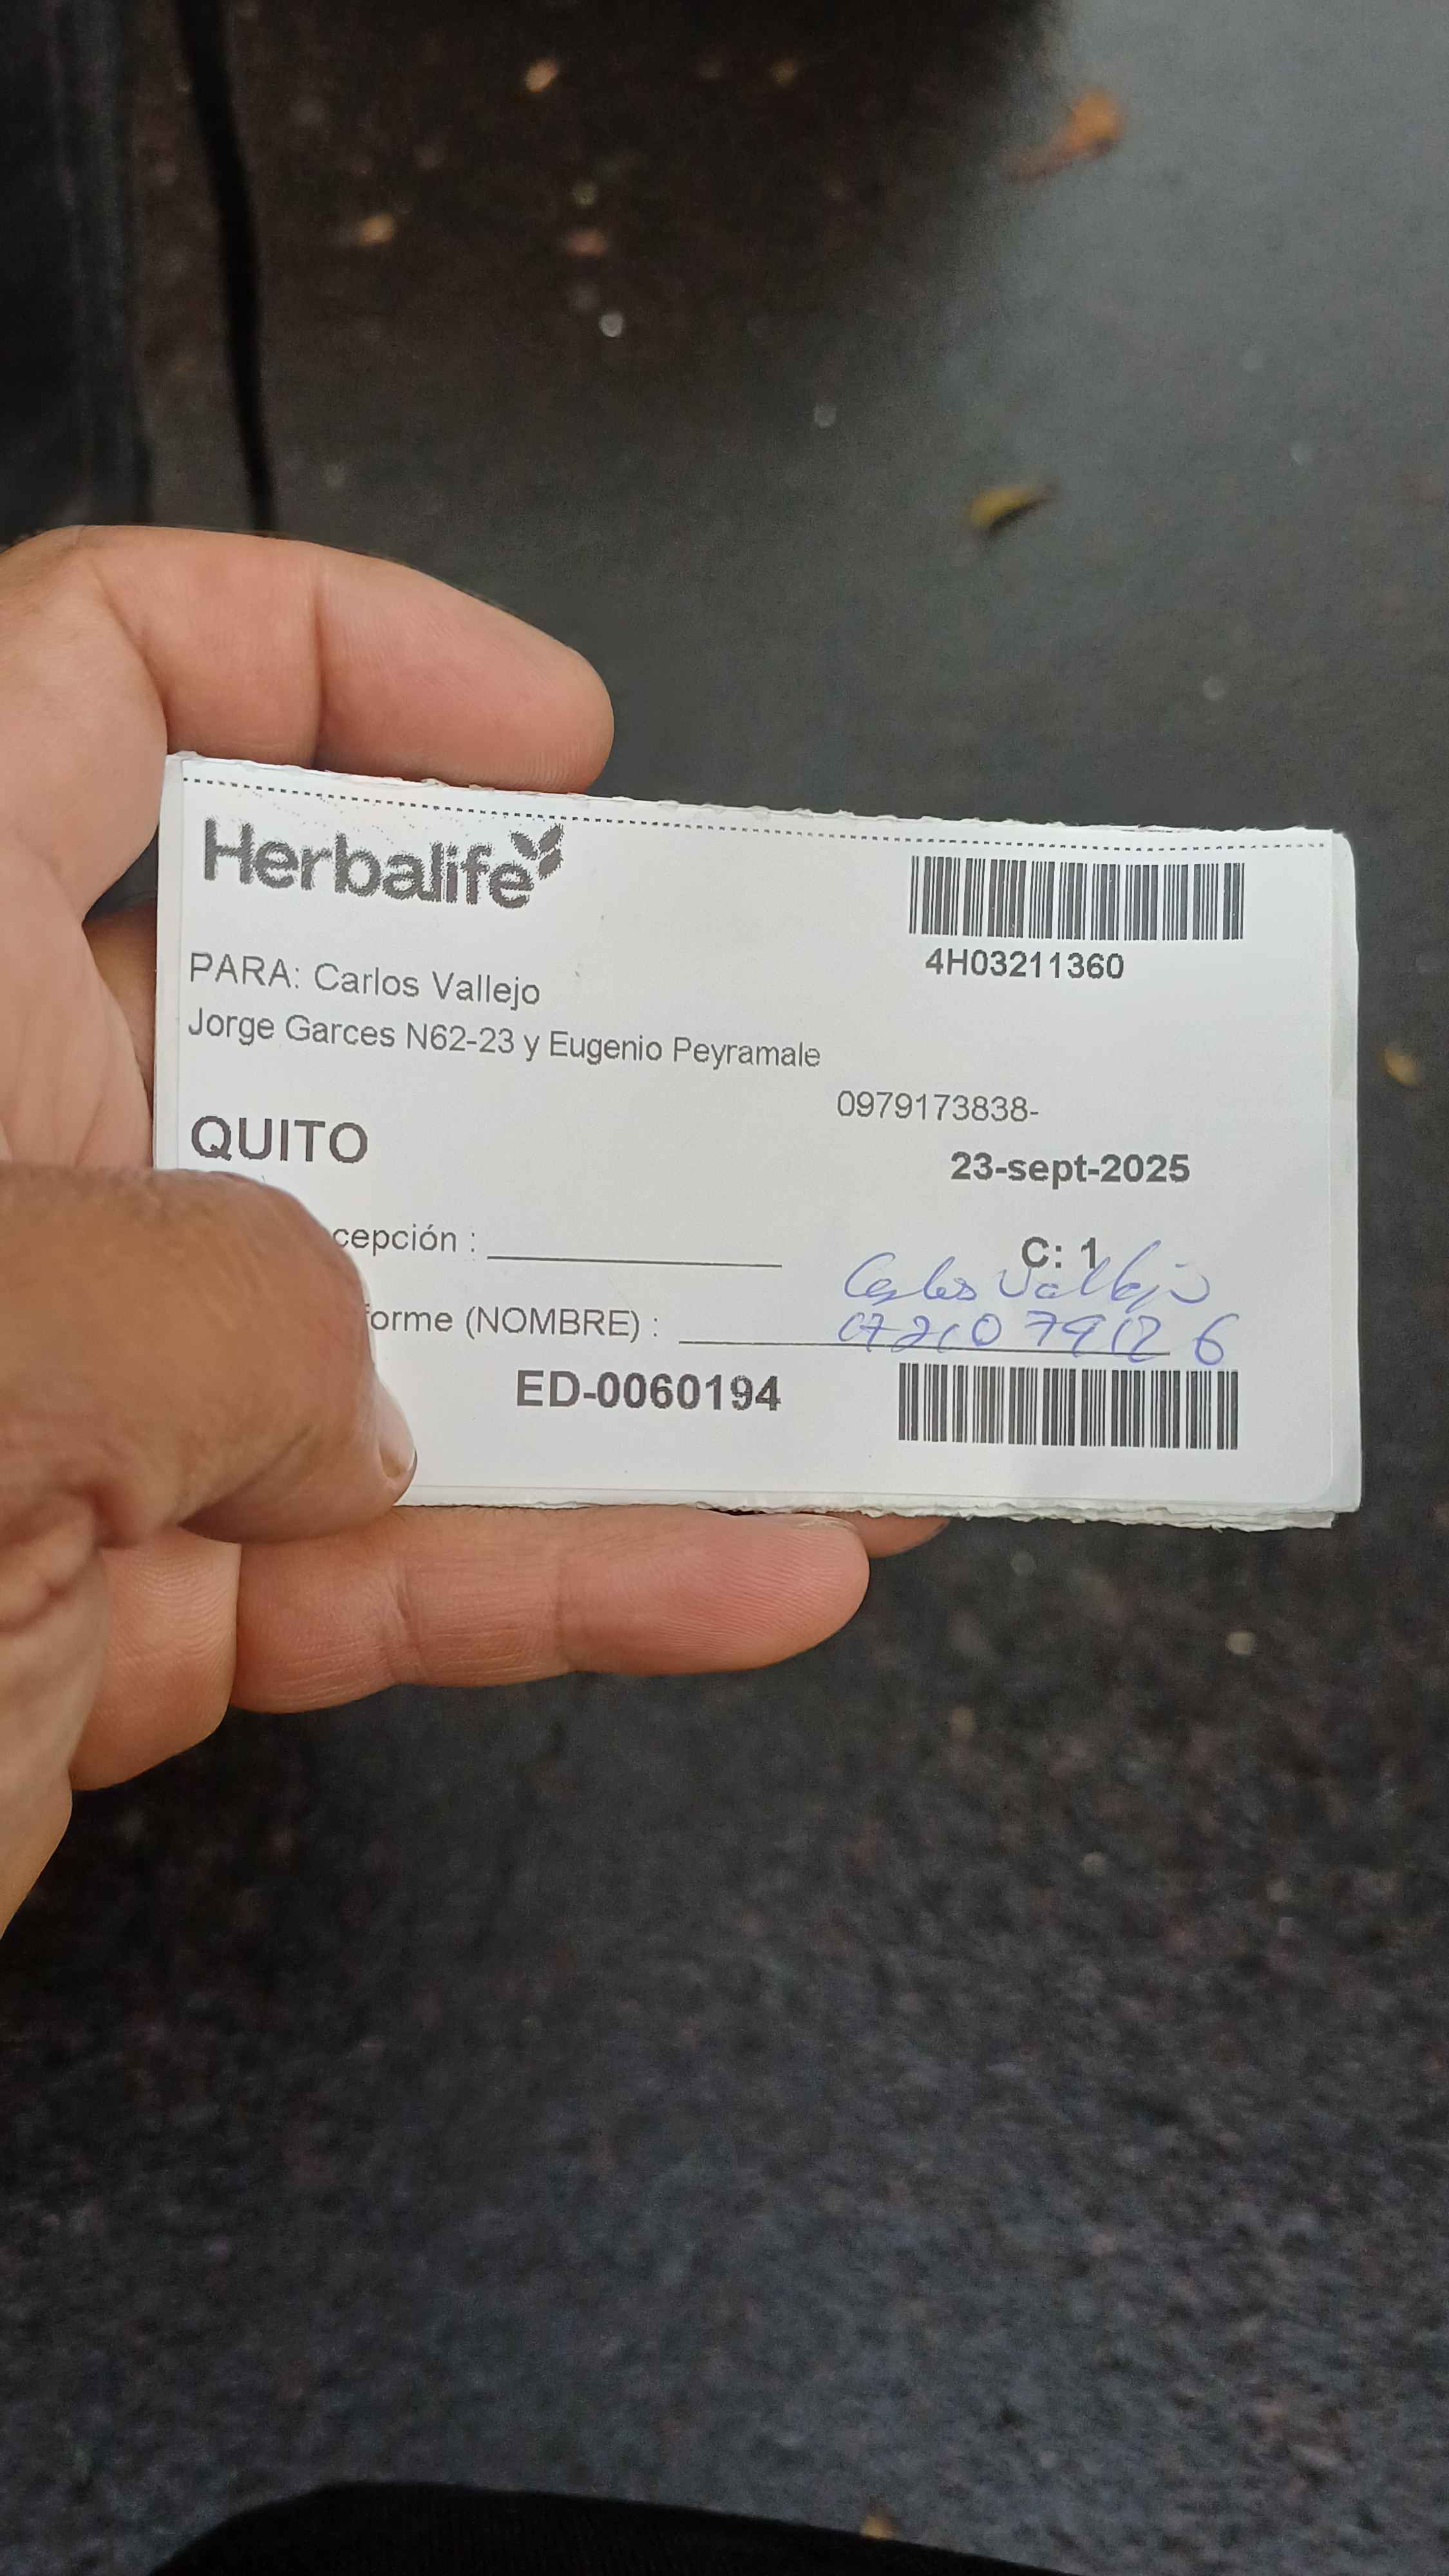 Herbalife
4H03211360
PARA: Carlos Vallejo
Jorge Garces N62-23 y Eugenio Peyramale
0979173838-
QUITO
23-sept-2025
cepción :
C: 1
Carlos Vallejo
orme (NOMBRE) :
ED-0060194